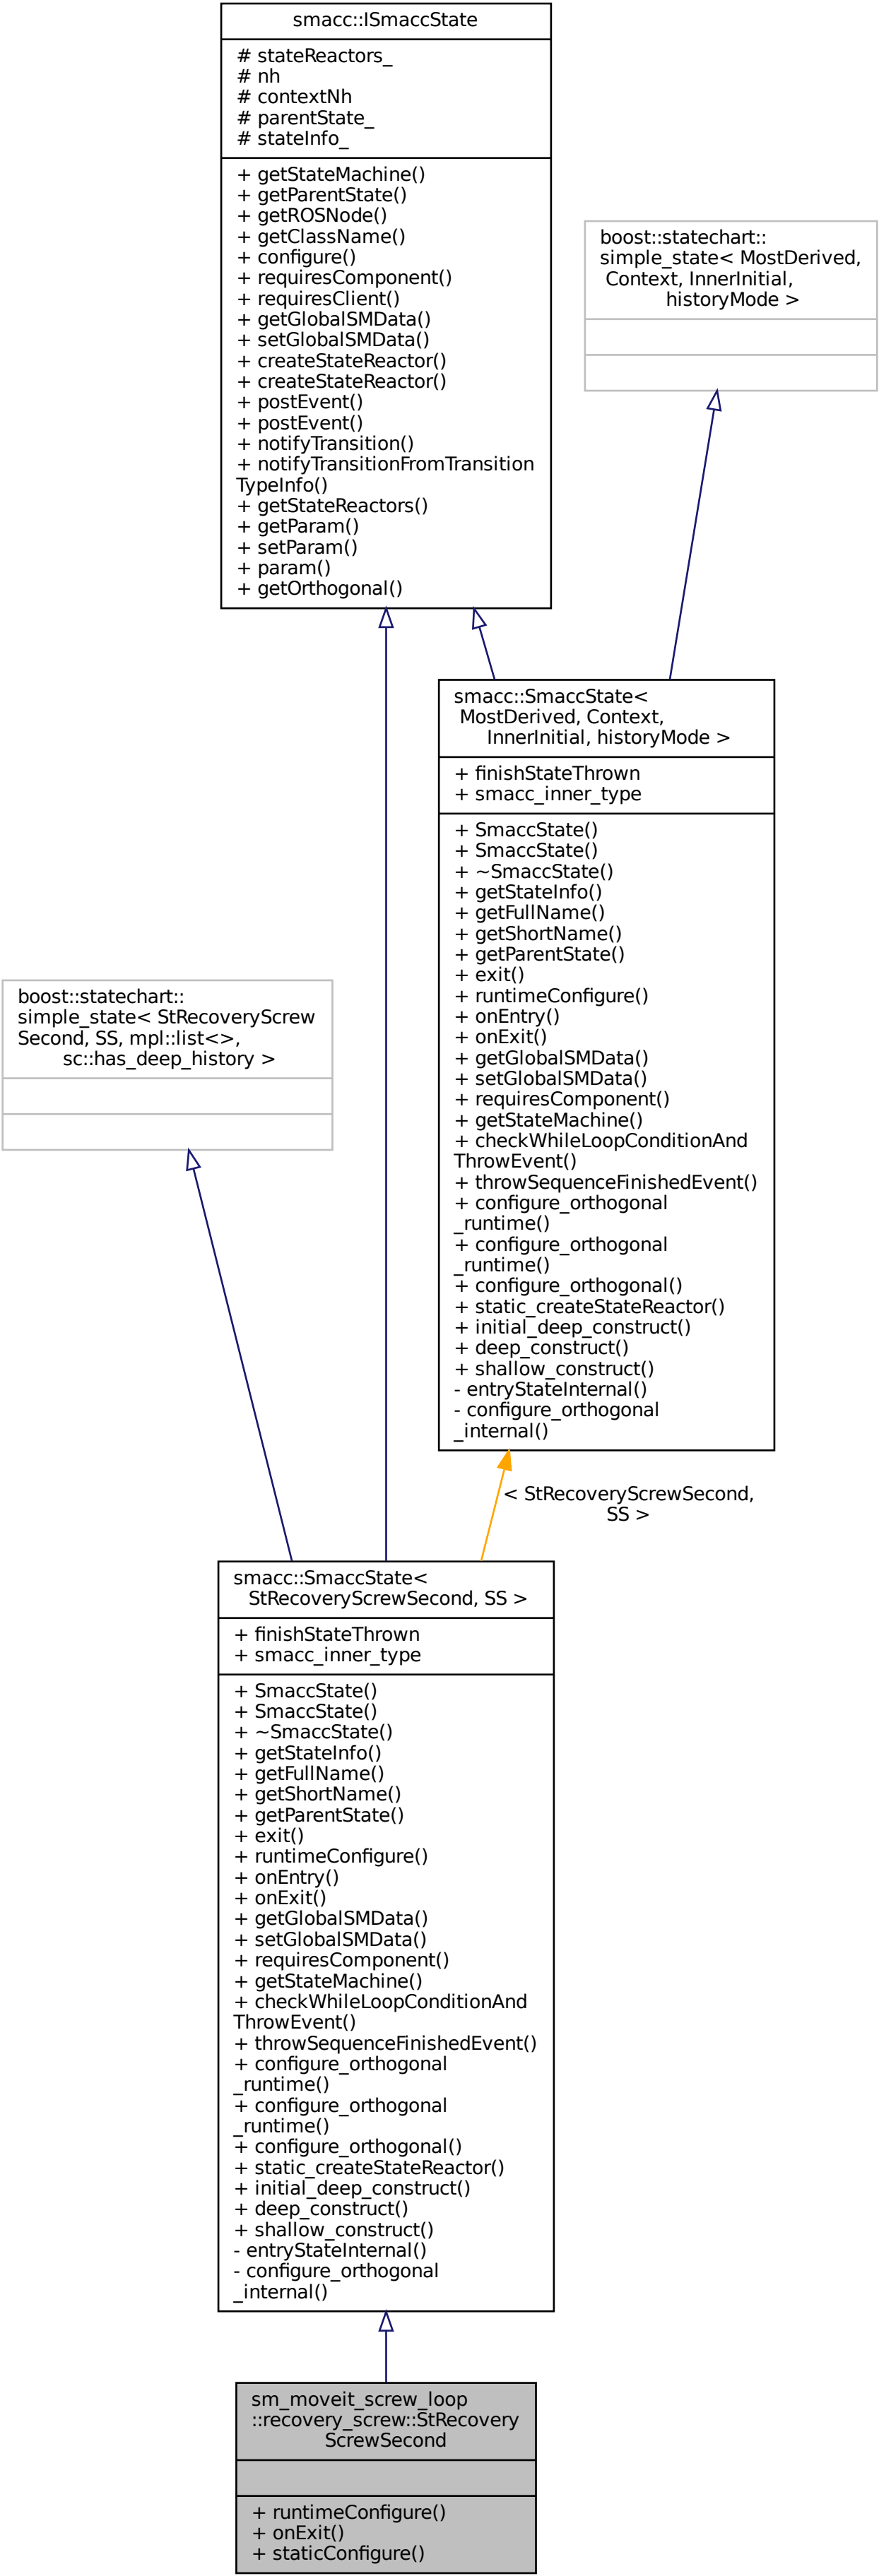 smacc::ISmaccState
# stateReactors_
# nh
# contextNh
# parentState_
# stateInfo_
+ getStateMachine()
+ getParentState()
+ getROSNode()
+ getClassName()
+ configure()
+ requiresComponent()
+ requiresClient()
+ getGlobalSMData()
+ setGlobalSMData()
+ createStateReactor()
+ createStateReactor()
+ postEvent()
+ postEvent()
+ notifyTransition()
+ notifyTransitionFromTransition
TypeInfo()
+ getStateReactors()
+ getParam()
+ setParam()
+ param()
+ getOrthogonal()
boost::statechart::
simple_state< MostDerived,
Context, InnerInitial,
historyMode >
smacc::SmaccState<
MostDerived, Context,
InnerInitial, historyMode >
+ finishStateThrown
+ smacc_inner_type
+ SmaccState()
+ SmaccState()
+ ~SmaccState()
+ getStateInfo()
+ getFullName()
+ getShortName()
+ getParentState()
+ exit()
+ runtimeConfigure()
+ onEntry()
+ onExit()
+ getGlobalSMData()
+ setGlobalSMData()
+ requiresComponent()
+ getStateMachine()
+ checkWhileLoopConditionAnd
ThrowEvent()
+ throwSequenceFinishedEvent()
+ configure_orthogonal
_runtime()
+ configure_orthogonal
_runtime()
+ configure_orthogonal()
+ static_createStateReactor()
+ initial_deep_construct()
+ deep_construct()
+ shallow_construct()
- entryStateInternal()
- configure_orthogonal
_internal()
boost::statechart::
simple_state< StRecoveryScrew
Second, SS, mpl::list<>,
sc::has_deep_history >
< StRecoveryScrewSecond,
SS >
smacc::SmaccState<
StRecoveryScrewSecond, SS >
+ finishStateThrown
+ smacc_inner_type
+ SmaccState()
+ SmaccState()
+ ~SmaccState()
+ getStateInfo()
+ getFullName()
+ getShortName()
+ getParentState()
+ exit()
+ runtimeConfigure()
+ onEntry()
+ onExit()
+ getGlobalSMData()
+ setGlobalSMData()
+ requiresComponent()
+ getStateMachine()
+ checkWhileLoopConditionAnd
ThrowEvent()
+ throwSequenceFinishedEvent()
+ configure_orthogonal
_runtime()
+ configure_orthogonal
_runtime()
+ configure_orthogonal()
+ static_createStateReactor()
+ initial_deep_construct()
+ deep_construct()
+ shallow_construct()
- entryStateInternal()
- configure_orthogonal
_internal()
sm_moveit_screw_loop
::recovery_screw::StRecovery
ScrewSecond
+ runtimeConfigure()
+ onExit()
+ staticConfigure()